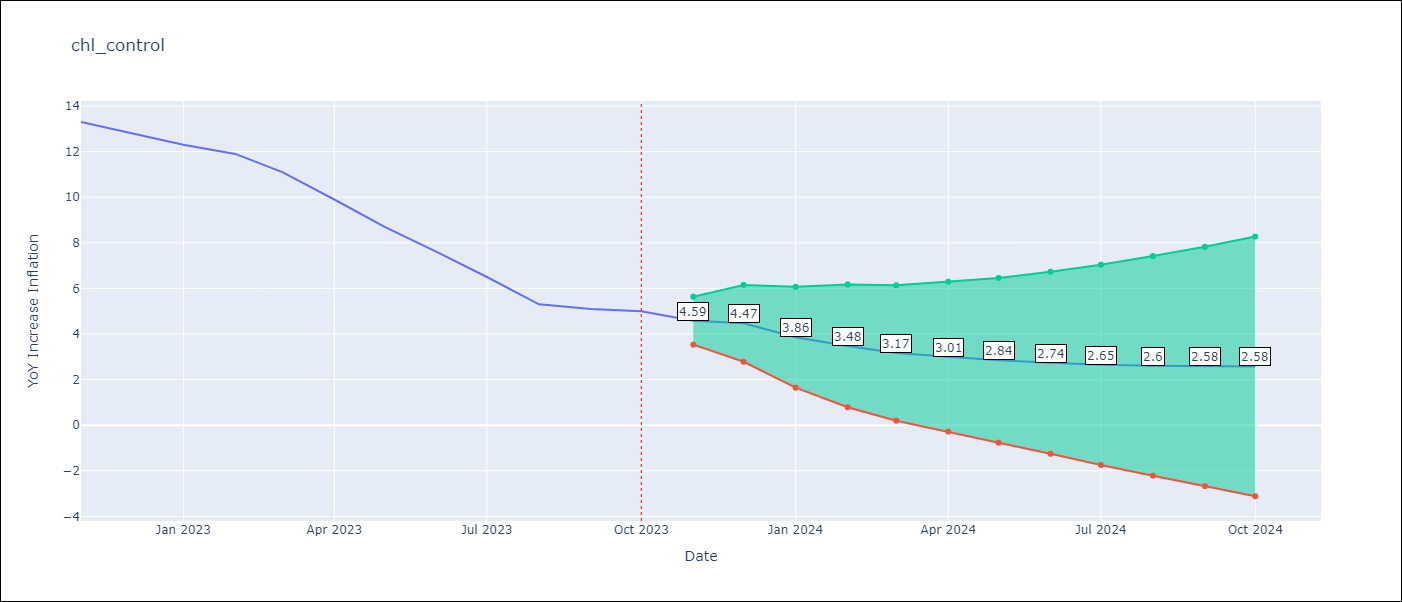 chl_control
YoY Increase Inflation
14
12
10
8
6
4
2
0
−2
−4
4.59
4.47
3.86
3.48
3.17
3.01
2.84
2.74
2.65
2.6
2.58
2.58
Jan 2023
Apr 2023
Jul 2023
Oct 2023
Jan 2024
Apr 2024
Jul 2024
Oct 2024
Date